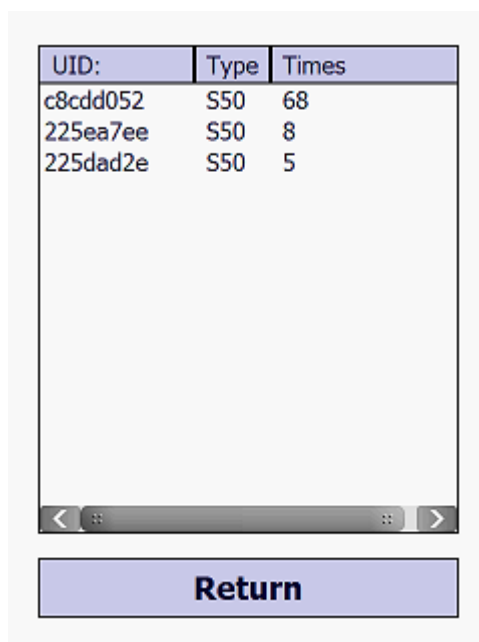 UID: Type Times
c8cdd052 S50 68
225ea7ee S50 8
225dad2e S50 5
Return